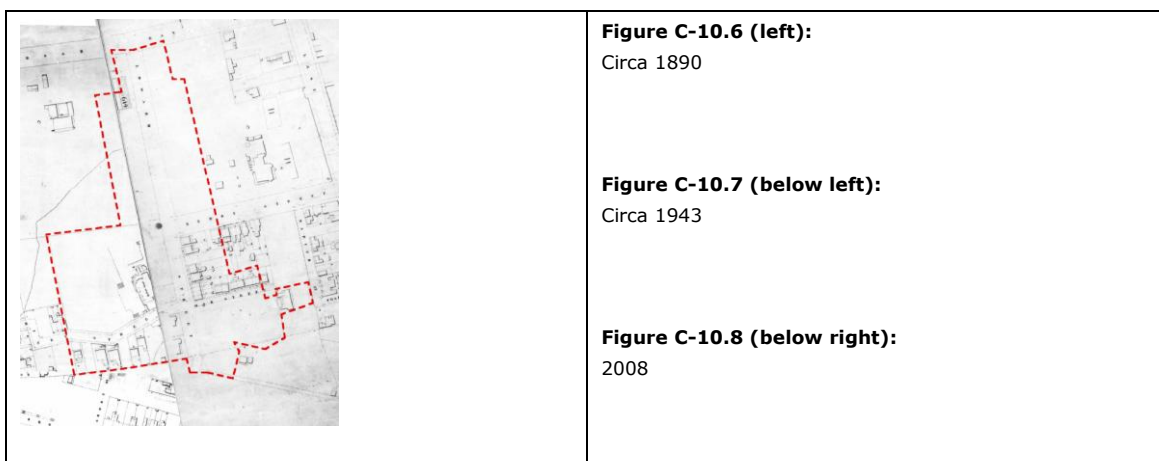 Figure C-10.6 (left):
Circa 1890
Figure C-10.7 (below left):
Circa 1943
Figure C-10.8 (below right):
2008